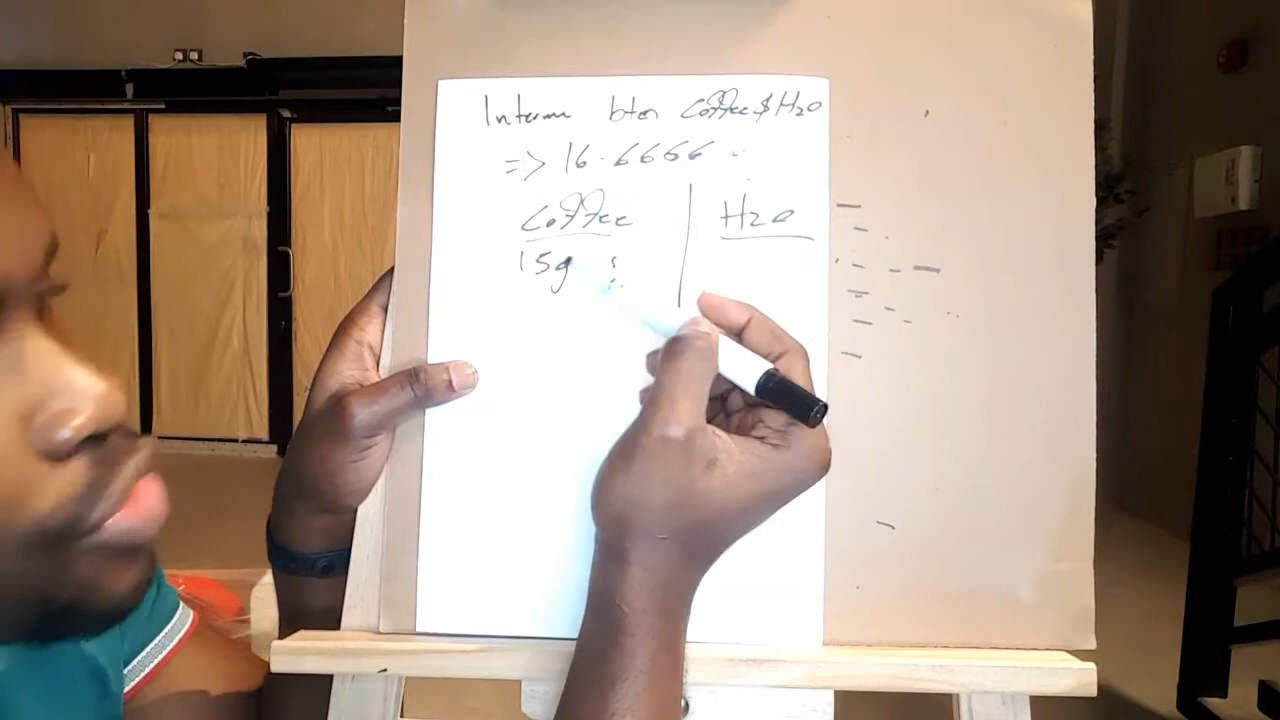 Interm btn Coffee $ H2O
=> 16.6666 ..
Coffee | H2O
15g :